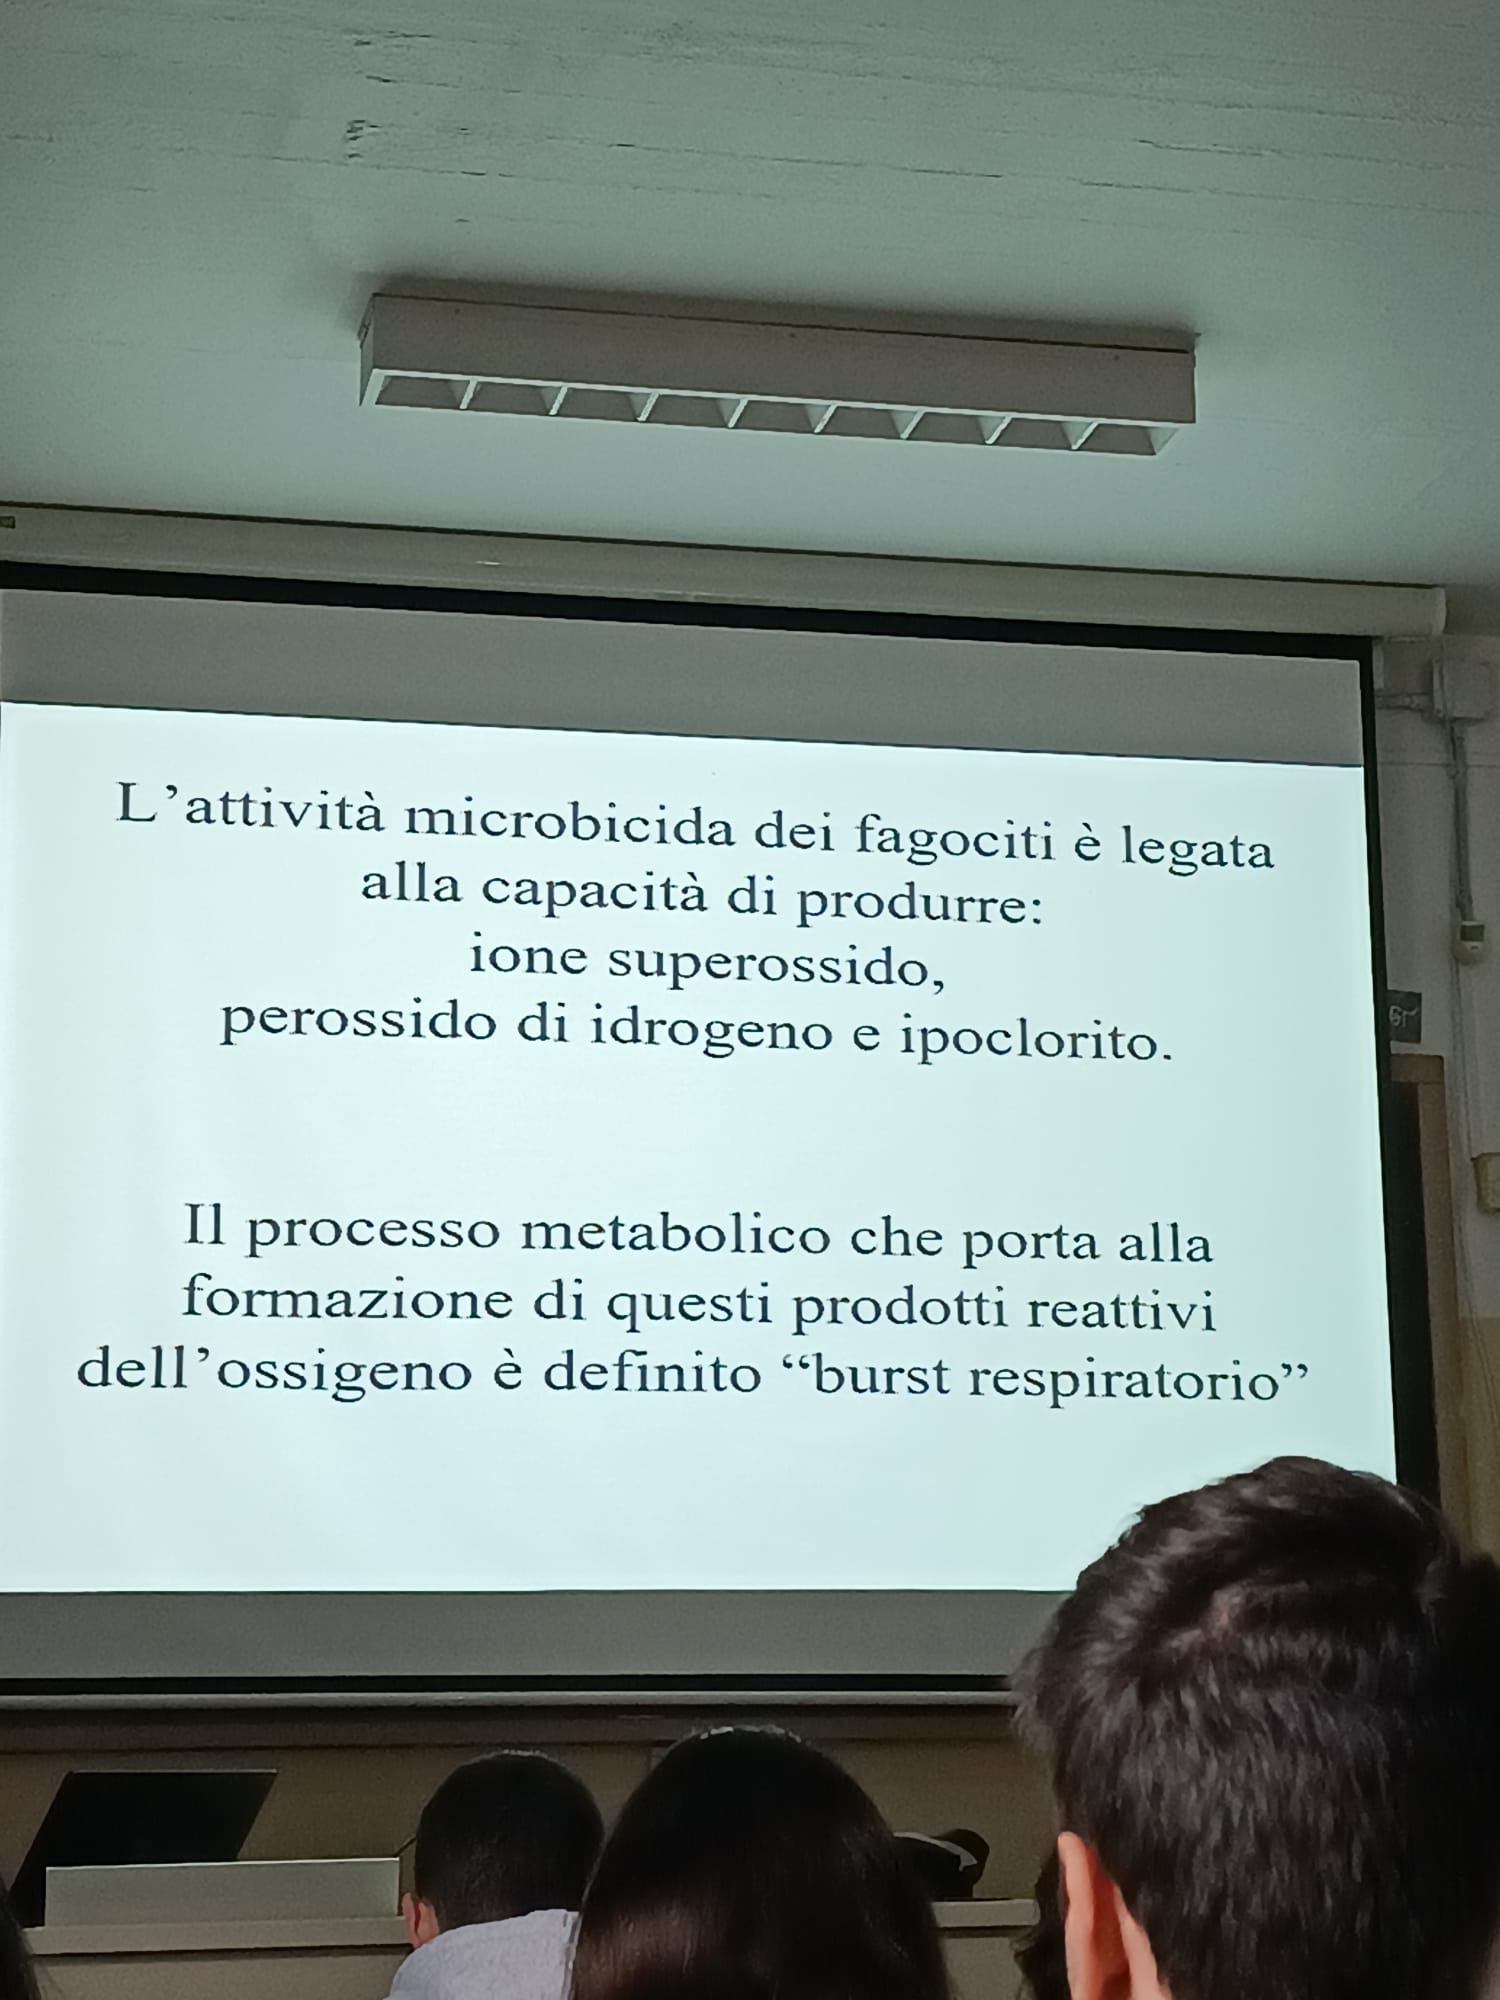 L’attività microbicida dei fagociti è legata
alla capacità di produrre:
ione superossido,
perossido di idrogeno e ipoclorito.
Il processo metabolico che porta alla
formazione di questi prodotti reattivi
dell’ossigeno è definito “burst respiratorio”